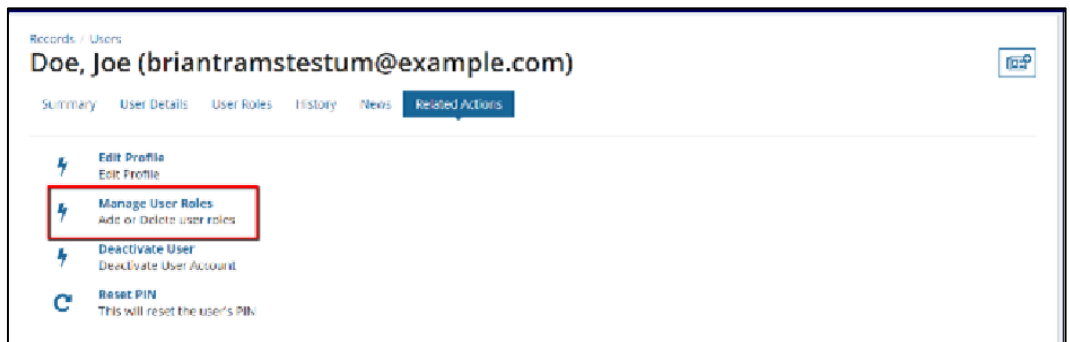 Records / Users
Doe, Joe (briantramstestum@example.com)
Summary User Details User Roles History News Related Actions
Edit Profile
Edit Profile
Manage User Roles
Add or Delete user roles
Deactivate User
Deactivate User Account
Reset PIN
This will reset the user's PIN